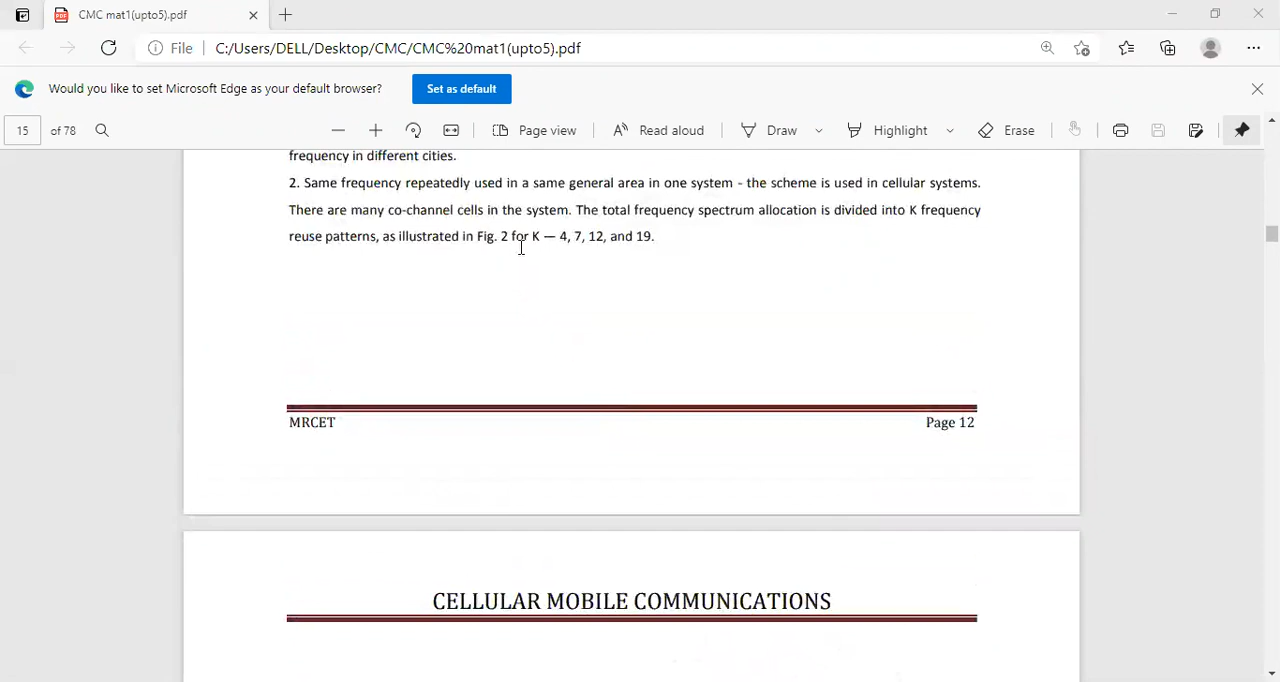 CMC mat1(upto5).pdf
File C:/Users/DELL/Desktop/CMC/CMC%20mat1(upto5).pdf
Would you like to set Microsoft Edge as your default browser? Set as default
15 of 78 Page view Read aloud Draw Highlight Erase
frequency in different cities.
2. Same frequency repeatedly used in a same general area in one system - the scheme is used in cellular systems.
There are many co-channel cells in the system. The total frequency spectrum allocation is divided into K frequency
reuse patterns, as illustrated in Fig. 2 for K — 4, 7, 12, and 19.
MRCET Page 12
CELLULAR MOBILE COMMUNICATIONS